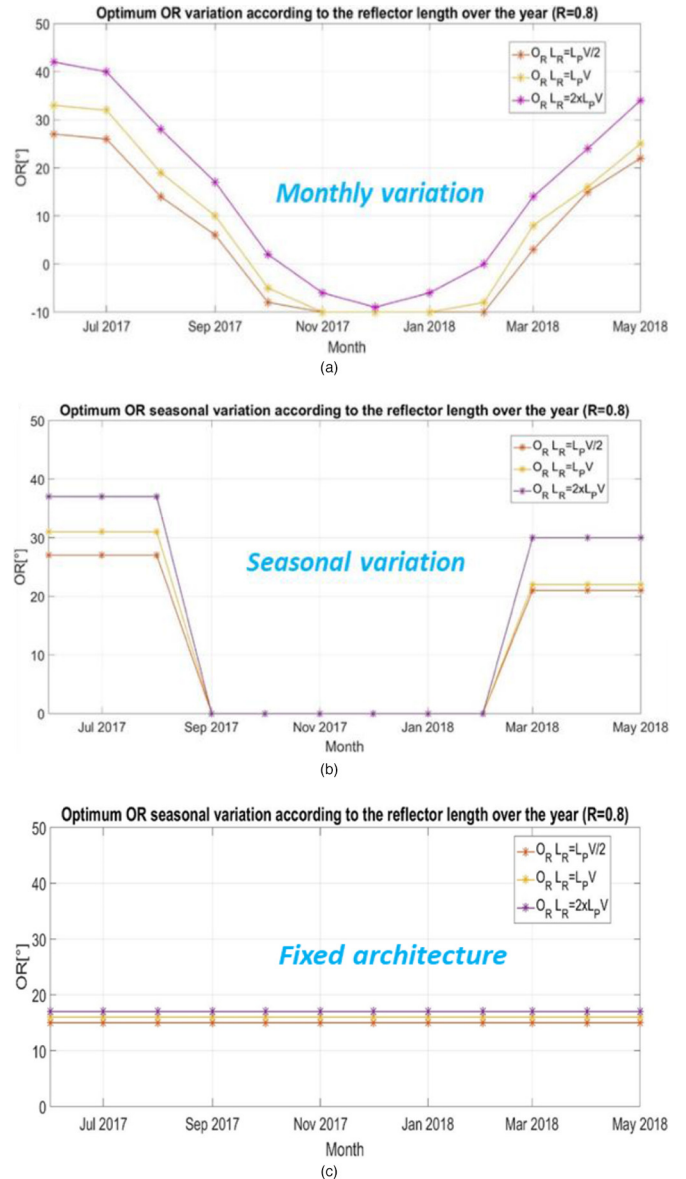 Optimum OR variation according to the reflector length over the year (R=0.8)
50
40
30
20
10
0
-10
OR[°]
O_R L_R=L_PV/2
O_R L_R=L_PV
O_R L_R=2xL_PV
Monthly variation
Jul 2017 Sep 2017 Nov 2017 Jan 2018 Mar 2018 May 2018
Month
(a)
Optimum OR seasonal variation according to the reflector length over the year (R=0.8)
50
40
30
20
10
0
OR[°]
O_R L_R=L_PV/2
O_R L_R=L_PV
O_R L_R=2xL_PV
Seasonal variation
Jul 2017 Sep 2017 Nov 2017 Jan 2018 Mar 2018 May 2018
Month
(b)
Optimum OR seasonal variation according to the reflector length over the year (R=0.8)
50
40
30
20
10
0
OR[°]
O_R L_R=L_PV/2
O_R L_R=L_PV
O_R L_R=2xL_PV
Fixed architecture
Jul 2017 Sep 2017 Nov 2017 Jan 2018 Mar 2018 May 2018
Month
(c)